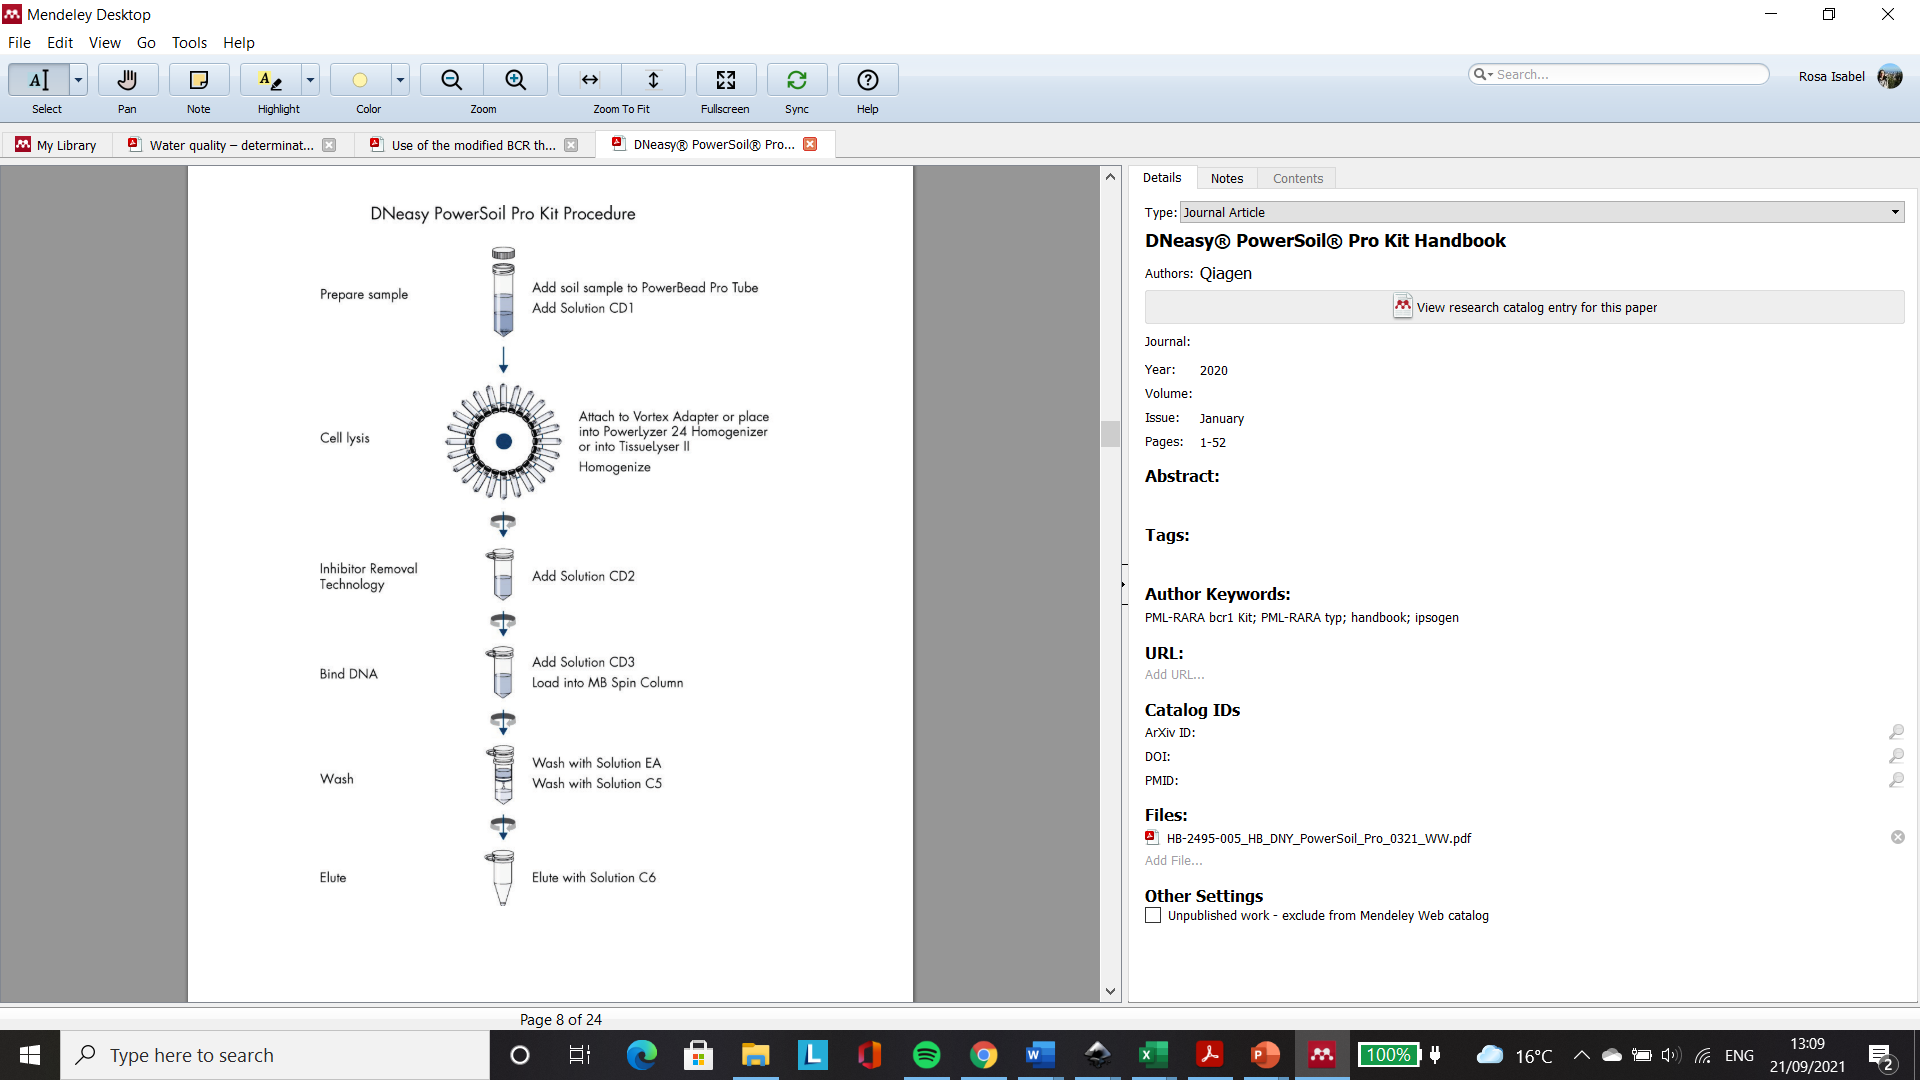 Mendeley Desktop
File Edit View Go Tools Help
Select Pan Note Highlight Color Zoom Zoom To Fit Fullscreen Sync Help
Search...
Rosa Isabel
My Library
Water quality – determinat...
Use of the modified BCR th...
DNeasy® PowerSoil® Pro...
DNeasy PowerSoil Pro Kit Procedure
Prepare sample
Add soil sample to PowerBead Pro Tube
Add Solution CD1
Cell lysis
Attach to Vortex Adapter or place
into PowerLyzer 24 Homogenizer
or into TissueLyser II
Homogenize
Inhibitor Removal
Technology
Add Solution CD2
Bind DNA
Add Solution CD3
Load into MB Spin Column
Wash
Wash with Solution EA
Wash with Solution C5
Elute
Elute with Solution C6
Page 8 of 24
Details Notes Contents
Type: Journal Article
DNeasy® PowerSoil® Pro Kit Handbook
Authors: Qiagen
View research catalog entry for this paper
Journal:
Year: 2020
Volume:
Issue: January
Pages: 1-52
Abstract:
Tags:
Author Keywords:
PML-RARA bcr1 Kit; PML-RARA typ; handbook; ipsogen
URL:
Add URL...
Catalog IDs
ArXiv ID:
DOI:
PMID:
Files:
HB-2495-005_HB_DNY_PowerSoil_Pro_0321_WW.pdf
Add File...
Other Settings
Unpublished work - exclude from Mendeley Web catalog
Type here to search
100%
16°C
ENG
13:09
21/09/2021
2